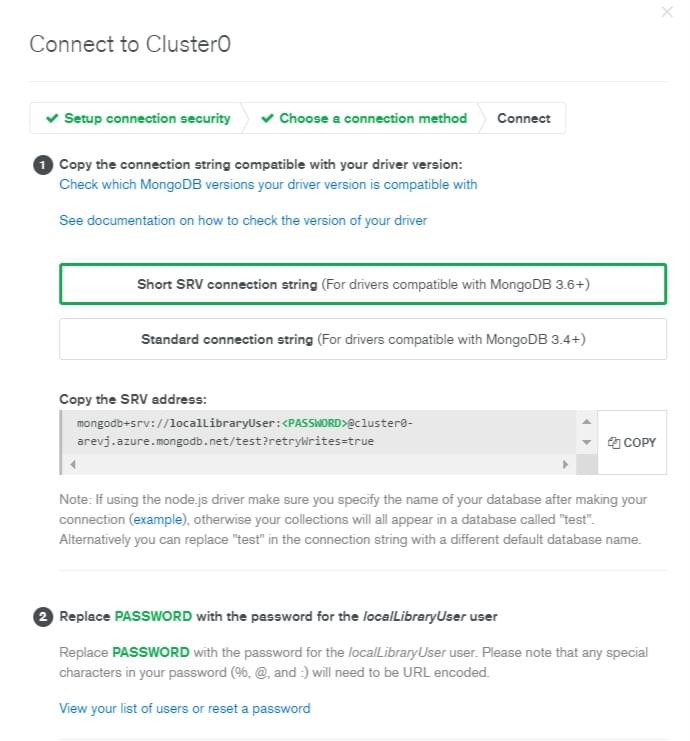 Connect to Cluster0
Setup connection security
Choose a connection method
Connect
1 Copy the connection string compatible with your driver version:
Check which MongoDB versions your driver version is compatible with
See documentation on how to check the version of your driver
Short SRV connection string (For drivers compatible with MongoDB 3.6+)
Standard connection string (For drivers compatible with MongoDB 3.4+)
Copy the SRV address:
mongodb+srv://localLibraryUser:<PASSWORD>@cluster0-
arevj.azure.mongodb.net/test?retryWrites=true
COPY
Note: If using the node.js driver make sure you specify the name of your database after making your
connection (example), otherwise your collections will all appear in a database called "test".
Alternatively you can replace "test" in the connection string with a different default database name.
2 Replace PASSWORD with the password for the localLibraryUser user
Replace PASSWORD with the password for the localLibraryUser user. Please note that any special
characters in your password (%, @, and :) will need to be URL encoded.
View your list of users or reset a password